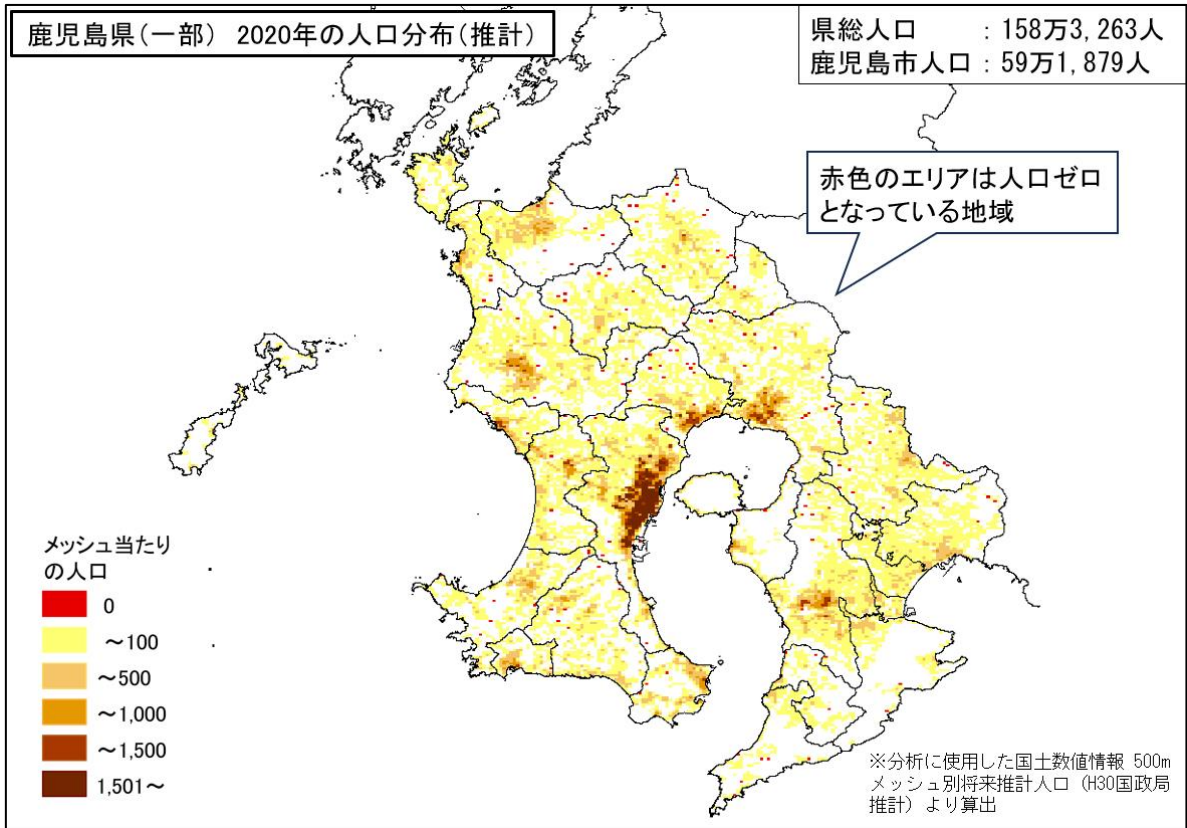 鹿児島県(一部) 2020年の人口分布(推計)
県総人口 : 158万3,263人
鹿児島市人口 : 59万1,879人
赤色のエリアは人口ゼロ
となっている地域
メッシュ当たり
の人口
0
~100
~500
~1,000
~1,500
1,501~
※分析に使用した国土数値情報 500m
メッシュ別将来推計人口 (H30国政局
推計) より算出